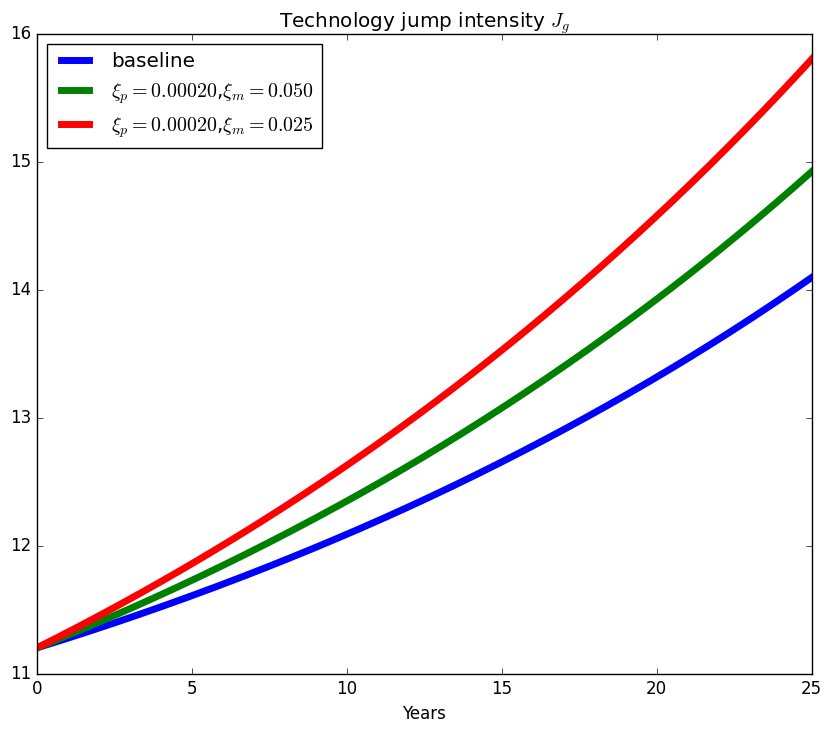 Technology jump intensity J_g
16
15
14
13
12
11
baseline
ξ_p = 0.00020,ξ_m = 0.050
ξ_p = 0.00020,ξ_m = 0.025
0 5 10 15 20 25
Years